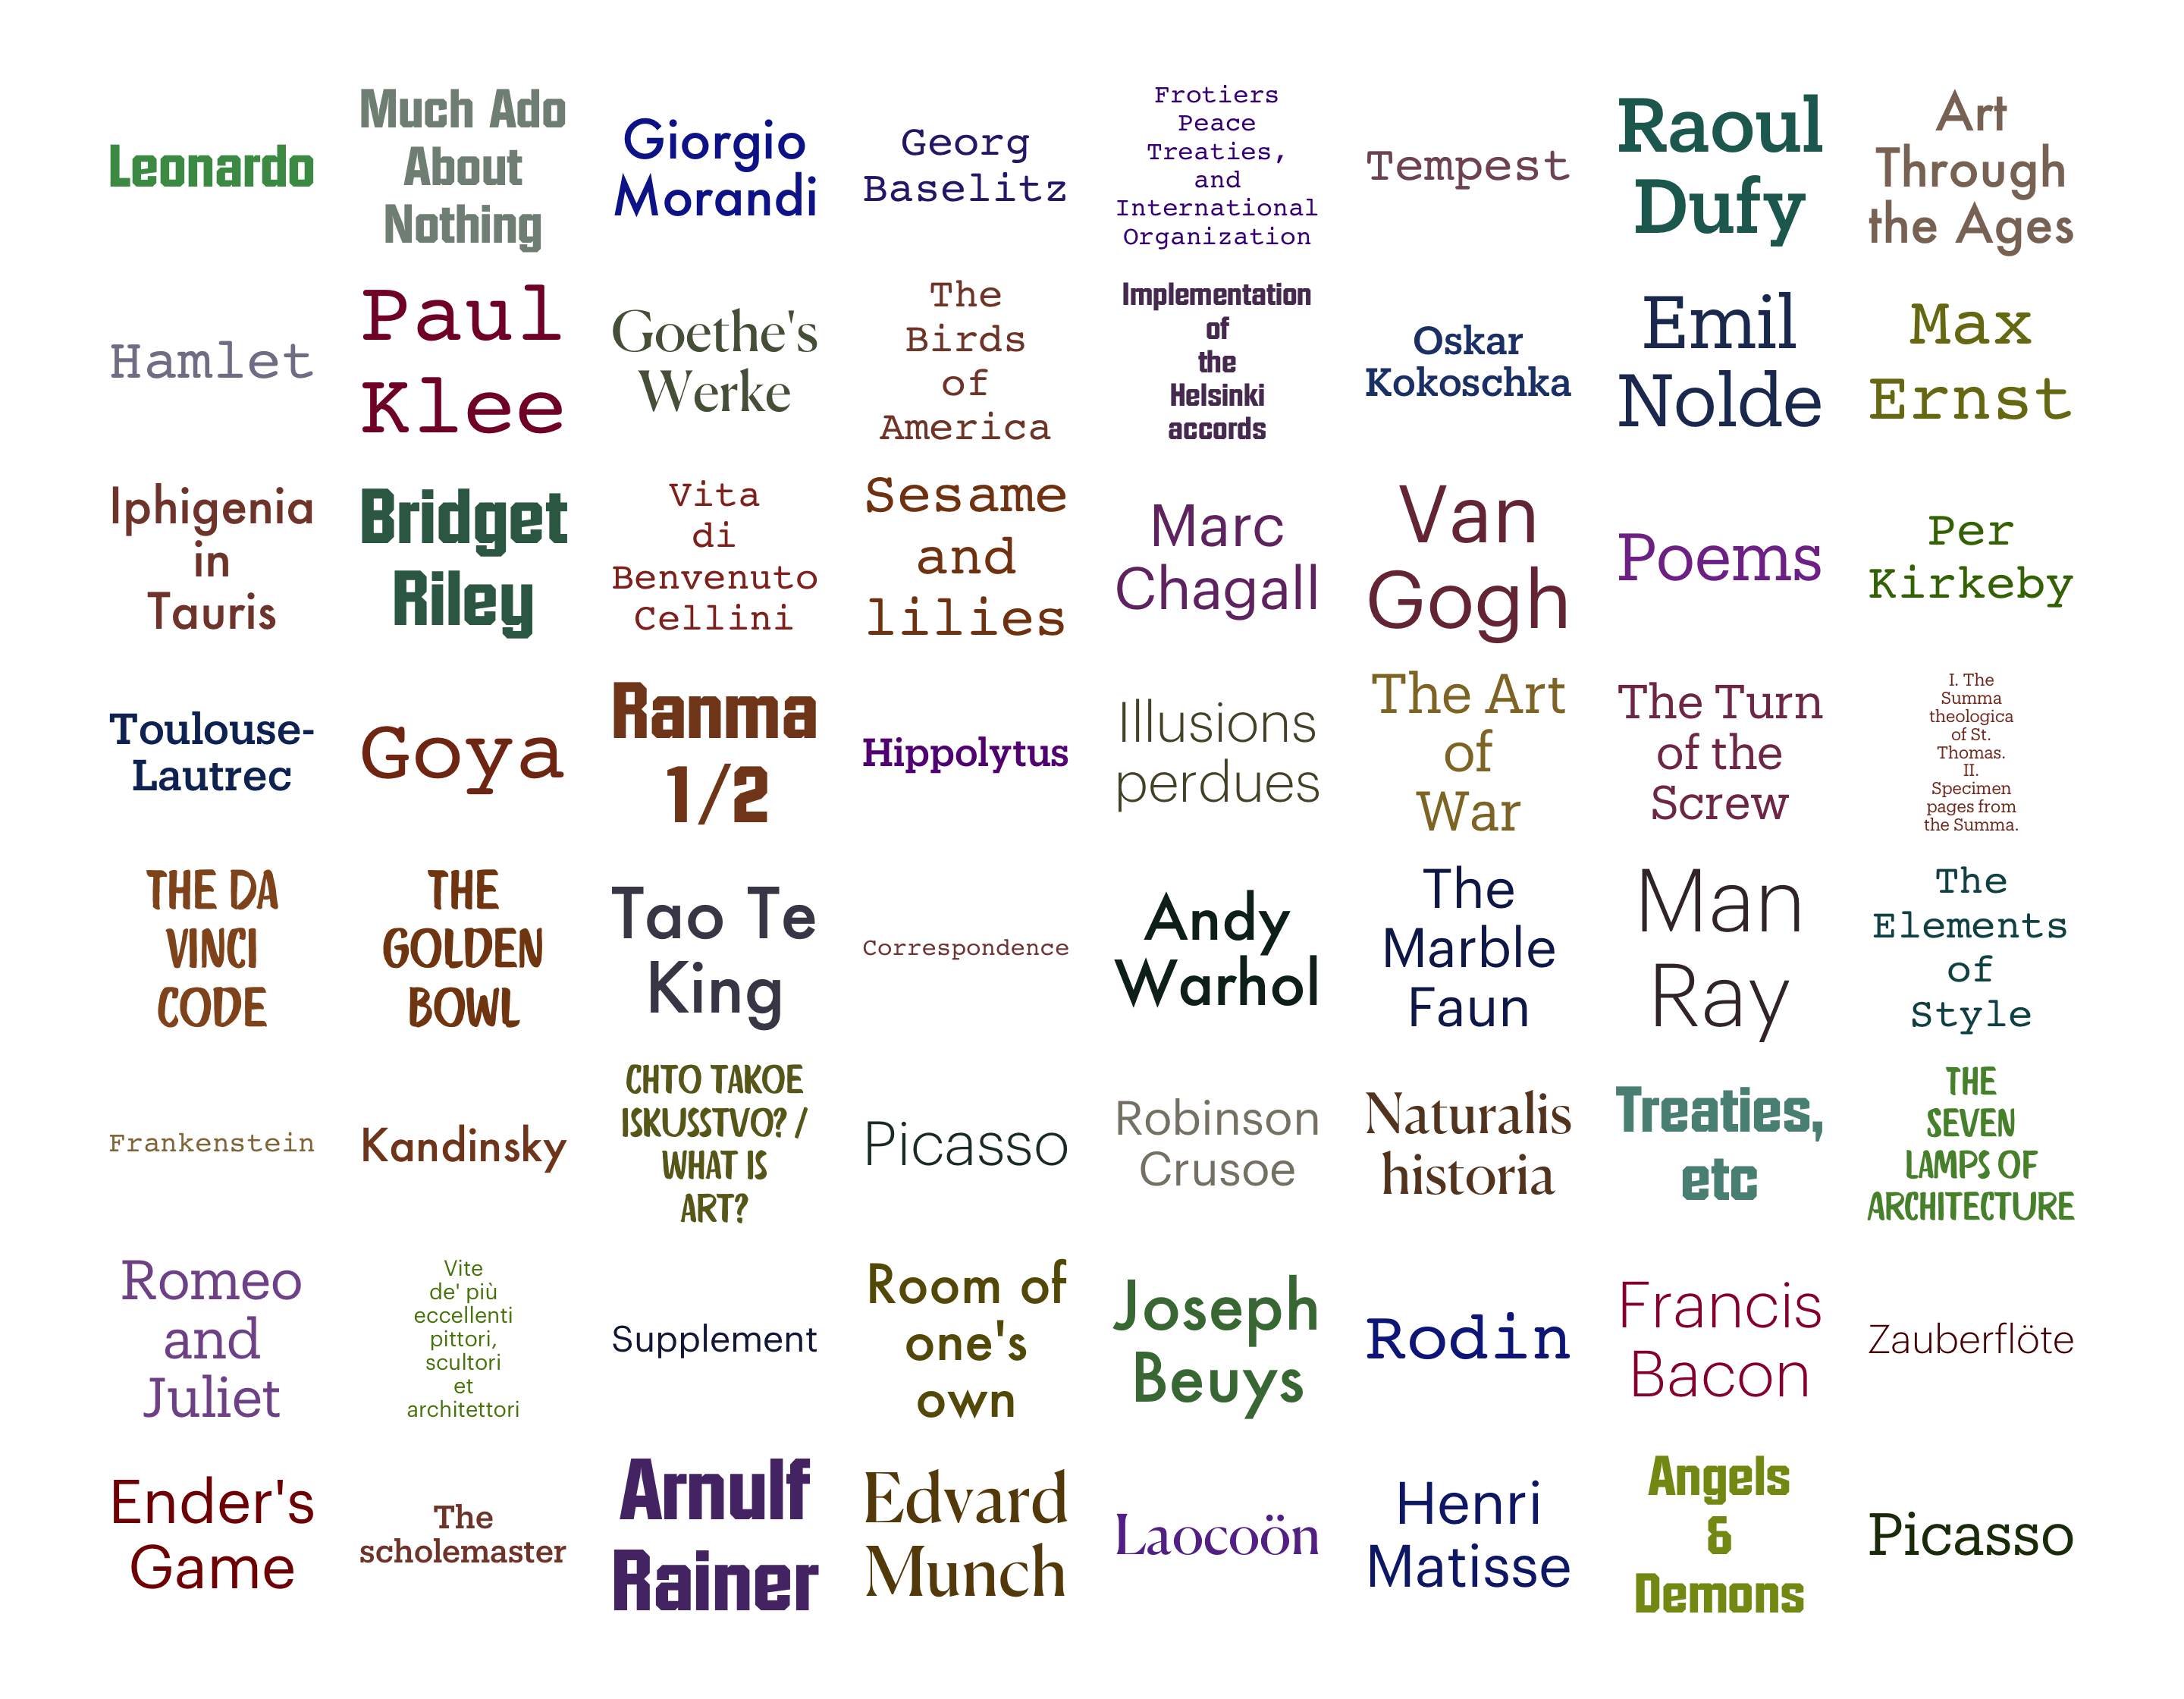 Leonardo
Much Ado
About
Nothing
Giorgio
Morandi
Georg
Baselitz
Frotiers
Peace
Treaties,
and
International
Organization
Tempest
Raoul
Dufy
Art
Through
the Ages
Hamlet
Paul
Klee
Goethe's
Werke
The
Birds
of
America
Implementation
of
the
Helsinki
accords
Oskar
Kokoschka
Emil
Nolde
Max
Ernst
Iphigenia
in
Tauris
Bridget
Riley
Vita
di
Benvenuto
Cellini
Sesame
and
lilies
Marc
Chagall
Van
Gogh
Poems
Per
Kirkeby
Toulouse-
Lautrec
Goya
Ranma
1/2
Hippolytus
Illusions
perdues
The Art
of
War
The Turn
of the
Screw
I. The
Summa
theologica
of St.
Thomas.
II.
Specimen
pages from
the Summa.
THE DA
VINCI
CODE
THE
GOLDEN
BOWL
Tao Te
King
Correspondence
Andy
Warhol
The
Marble
Faun
Man
Ray
The
Elements
of
Style
Frankenstein
Kandinsky
CHTO TAKOE
ISKUSSTVO? /
WHAT IS
ART?
Picasso
Robinson
Crusoe
Naturalis
historia
Treaties,
etc
THE
SEVEN
LAMPS OF
ARCHITECTURE
Romeo
and
Juliet
Vite
de' più
eccellenti
pittori,
scultori
et
architettori
Supplement
Room of
one's
own
Joseph
Beuys
Rodin
Francis
Bacon
Zauberflöte
Ender's
Game
The
scholemaster
Arnulf
Rainer
Edvard
Munch
Laocoön
Henri
Matisse
Angels
&
Demons
Picasso